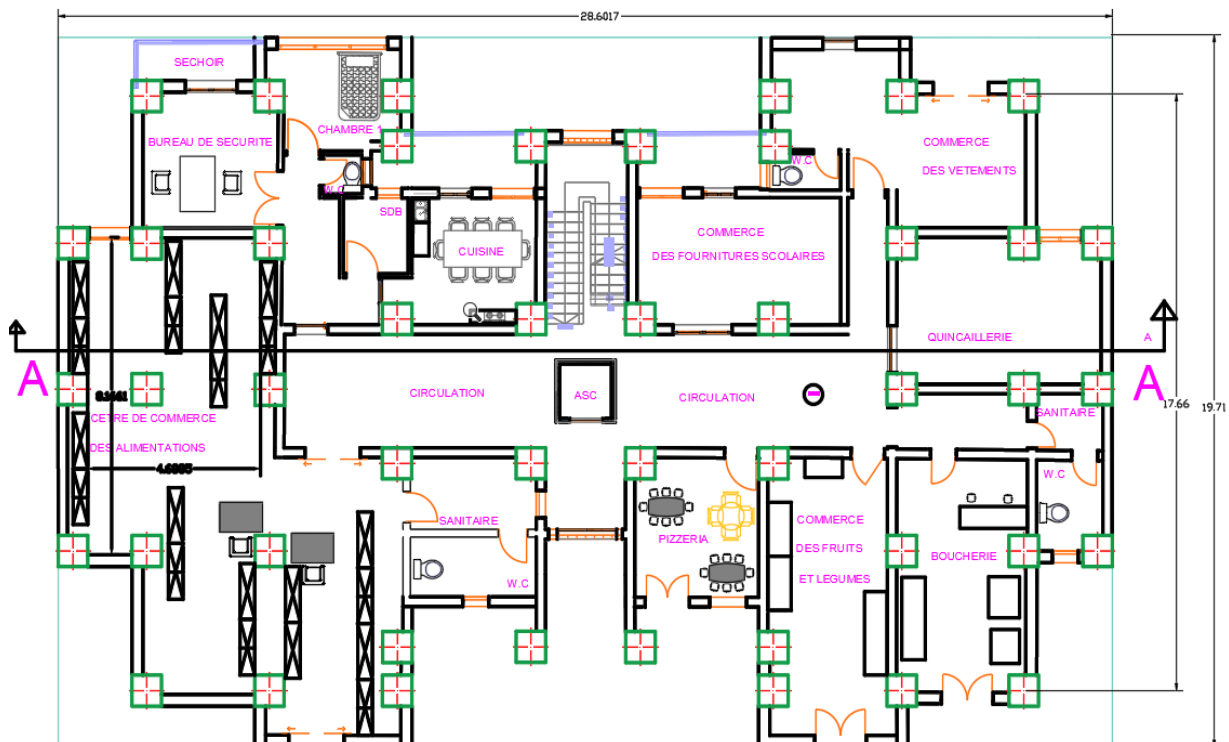 28.6017
SECHOIR
CHAMBRE 1
BUREAU DE SECURITE
W.C
SDB
CUISINE
COMMERCE
DES FOURNITURES SCOLAIRES
W.C
COMMERCE
DES VETEMENTS
QUINCAILLERIE
A
A
A
17.66
19.71
CIRCULATION
ASC
CIRCULATION
SANITAIRE
W.C
CETRE DE COMMERCE
DES ALIMENTATIONS
SANITAIRE
W.C
PIZZERIA
COMMERCE
DES FRUITS
ET LEGUMES
BOUCHERIE